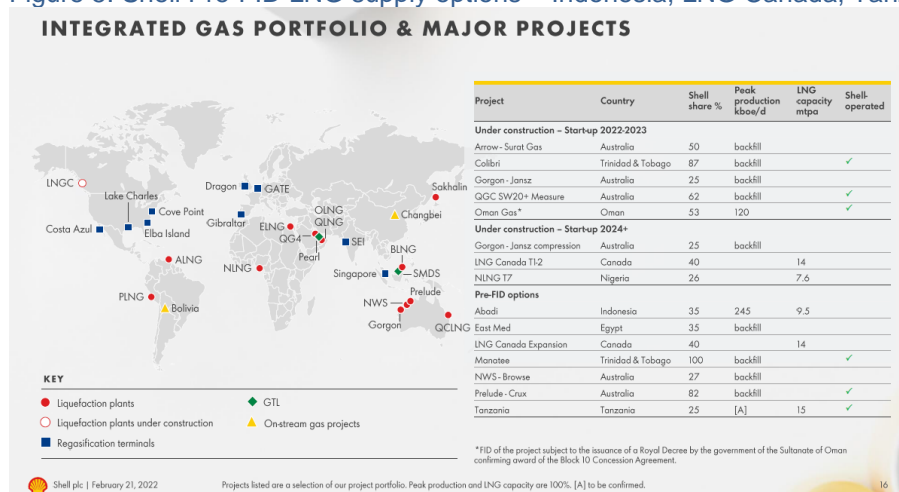 Figure 3: Shell Pre-FID LNG supply options – Indonesia, LNG Canada,
INTEGRATED GAS PORTFOLIO & MAJOR PROJECTS
LNGC
Lake Charles
Cove Point
Costa Azul
Elba Island
Dragon
GATE
Gibraltar
Sakhalin
OLNG
ELNG
QLNG
Changbei
QG4
SEI
Pearl
BLNG
ALNG
NLNG
Singapore
SMDS
PLNG
Bolivia
Prelude
NWS
Gorgon
QCLNG
Project Country Shell share % Peak production kboe/d LNG capacity mtpa Shell-operated
Under construction – Start-up 2022-2023
Arrow - Surat Gas Australia 50 backfill
Colibri Trinidad & Tobago 87 backfill ✓
Gorgon - Jansz Australia 25 backfill
QGC SW20+ Measure Australia 62 backfill ✓
Oman Gas* Oman 53 120 ✓
Under construction – Start-up 2024+
Gorgon - Jansz compression Australia 25 backfill
LNG Canada T1-2 Canada 40 14
NLNG T7 Nigeria 26 7.6
Pre-FID options
Abadi Indonesia 35 245 9.5
East Med Egypt 35 backfill
LNG Canada Expansion Canada 40 14
Manatee Trinidad & Tobago 100 backfill ✓
NWS - Browse Australia 27 backfill
Prelude - Crux Australia 82 backfill ✓
Tanzania Tanzania 25 [A] 15 ✓
KEY
Liquefaction plants
GTL
Liquefaction plants under construction
On-stream gas projects
Regasification terminals
*FID of the project subject to the issuance of a Royal Decree by the government of the Sultanate of Oman
confirming award of the Block 10 Concession Agreement.
Shell plc | February 21, 2022
Projects listed are a selection of our project portfolio. Peak production and LNG capacity are 100%. [A] to be confirmed.
16